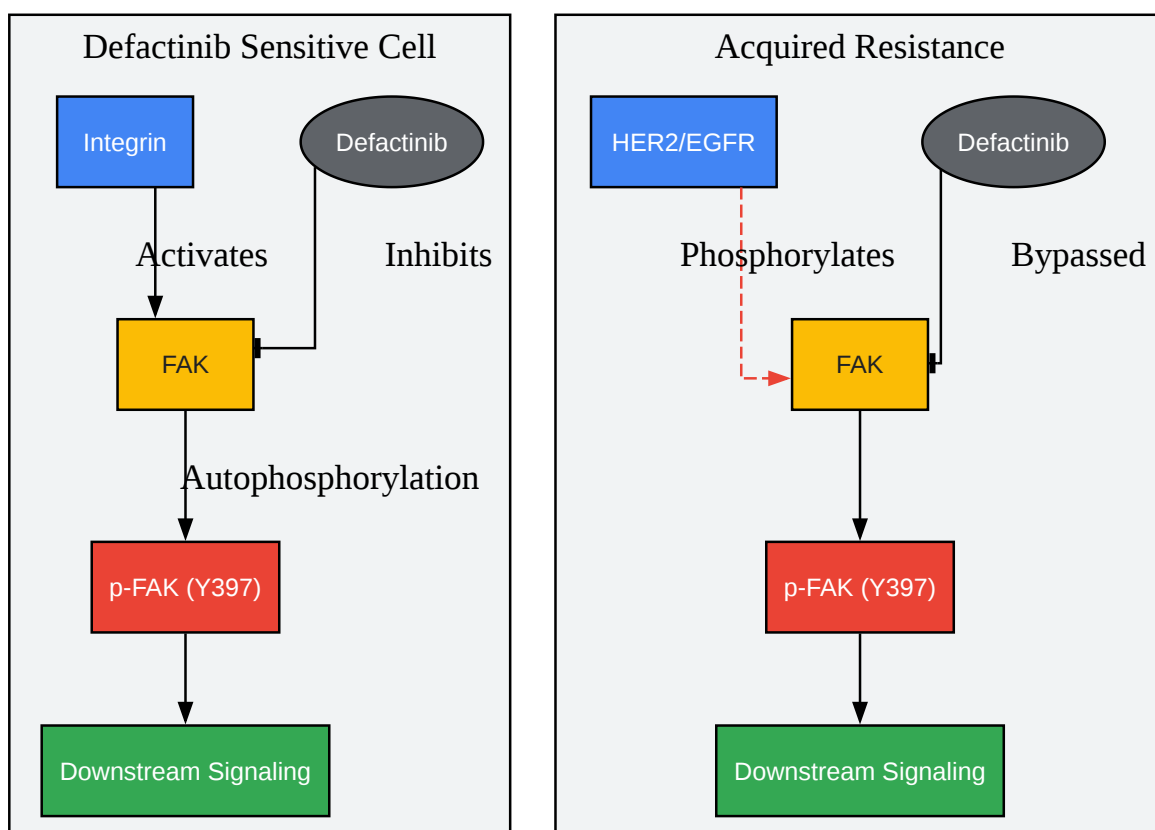 Defactinib Sensitive Cell
Integrin
Defactinib
Activates
Inhibits
FAK
Autophosphorylation
p-FAK (Y397)
Downstream Signaling
Acquired Resistance
HER2/EGFR
Defactinib
Phosphorylates
Bypassed
FAK
p-FAK (Y397)
Downstream Signaling